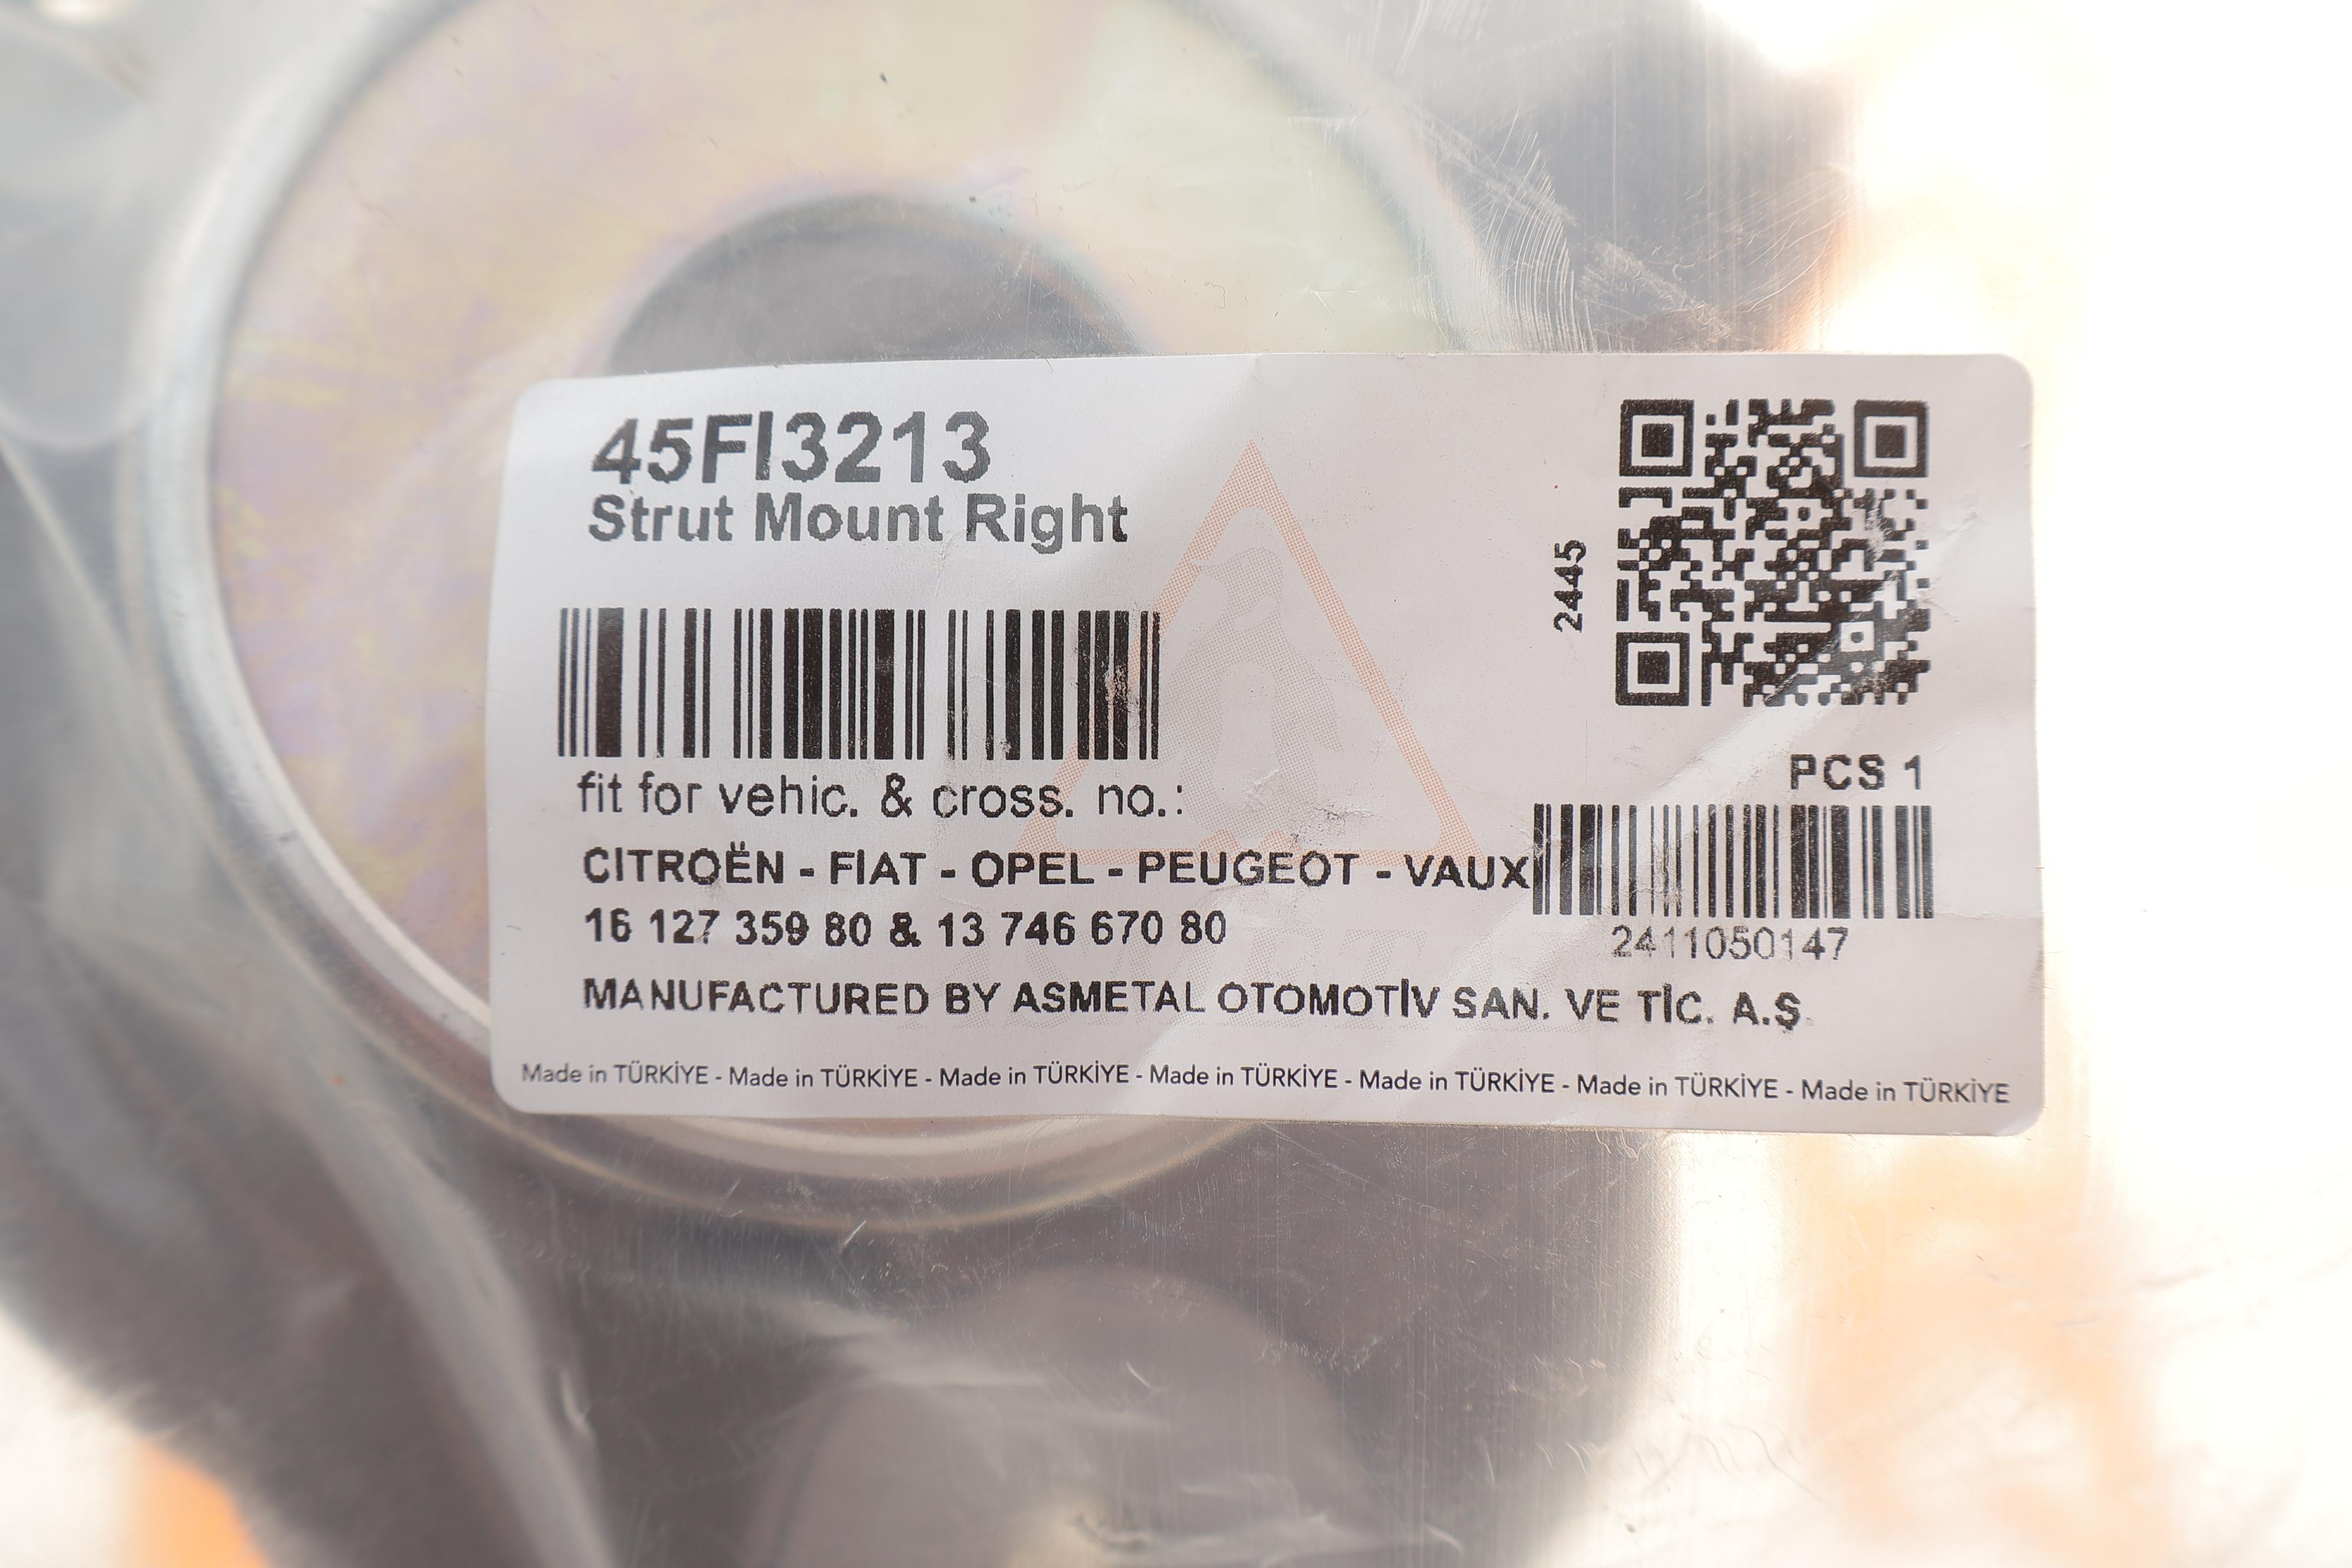 45FI3213
Strut Mount Right
2445
PCS 1
fit for vehic. & cross. no.:
CITROËN - FIAT - OPEL - PEUGEOT - VAUX
16 127 359 80 & 13 746 670 80
2411050147
MANUFACTURED BY ASMETAL OTOMOTİV SAN. VE TİC. A.Ş.
Made in TÜRKİYE - Made in TÜRKİYE - Made in TÜRKİYE - Made in TÜRKİYE - Made in TÜRKİYE - Made in TÜRKİYE - Made in TÜRKİYE